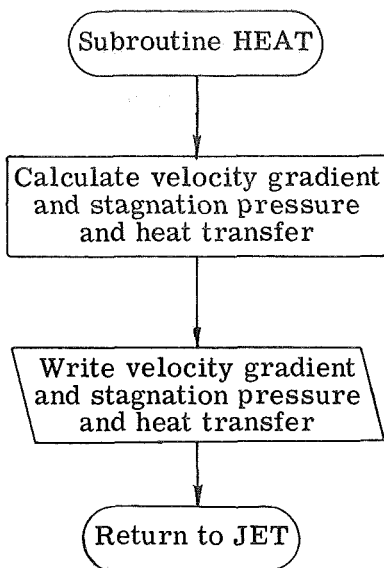 Subroutine HEAT
Calculate velocity gradient
and stagnation pressure
and heat transfer
Write velocity gradient
and stagnation pressure
and heat transfer
Return to JET